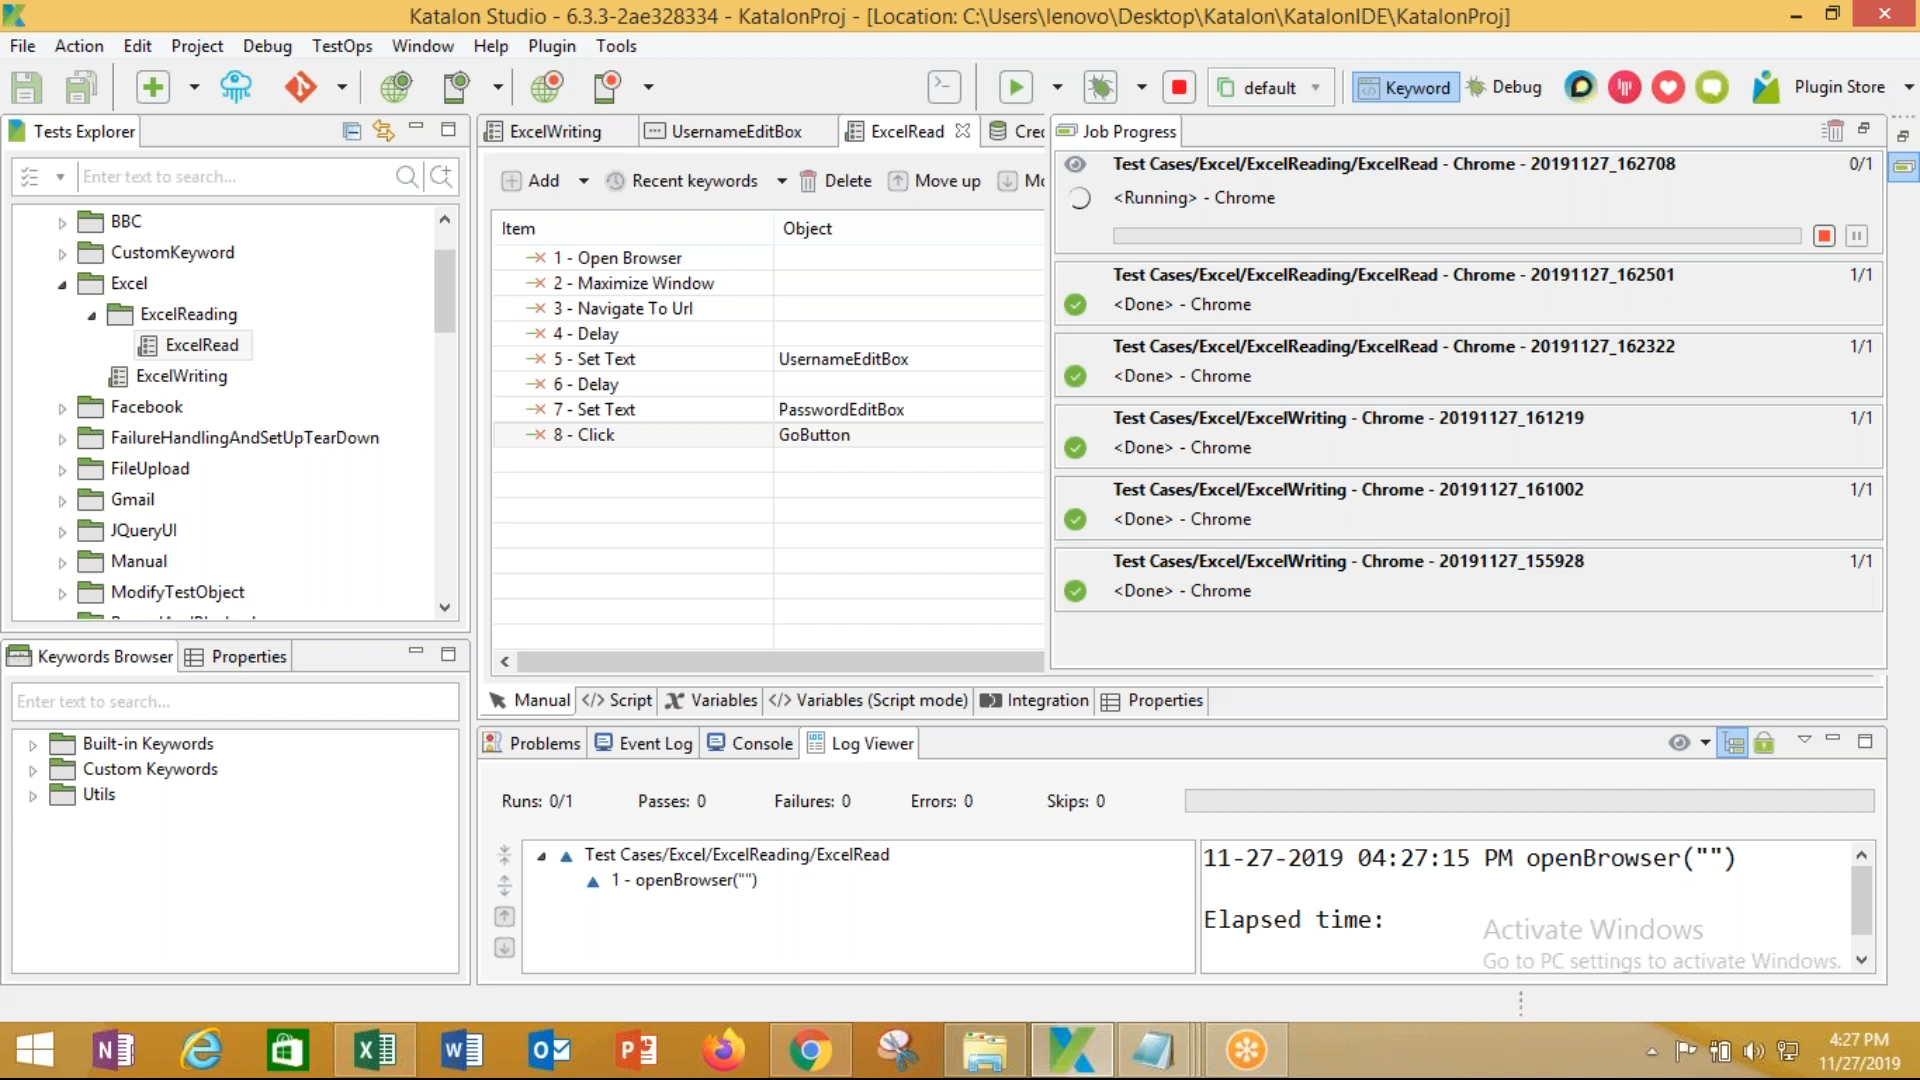 Katalon Studio - 6.3.3-2ae328334 - KatalonProj - [Location: C:\Users\lenovo\Desktop\Katalon\KatalonIDE\KatalonProj]
File Action Edit Project Debug TestOps Window Help Plugin Tools
default Keyword Debug Plugin Store
Tests Explorer
Enter text to search...
BBC
CustomKeyword
Excel
ExcelReading
ExcelRead
ExcelWriting
Facebook
FailureHandlingAndSetUpTearDown
FileUpload
Gmail
JQueryUI
Manual
ModifyTestObject
Keywords Browser Properties
Enter text to search...
Built-in Keywords
Custom Keywords
Utils
ExcelWriting UsernameEditBox ExcelRead Cre
Add Recent keywords Delete Move up Mo
Item Object
1 - Open Browser
2 - Maximize Window
3 - Navigate To Url
4 - Delay
5 - Set Text UsernameEditBox
6 - Delay
7 - Set Text PasswordEditBox
8 - Click GoButton
Manual Script Variables Variables (Script mode) Integration Properties
Job Progress
Test Cases/Excel/ExcelReading/ExcelRead - Chrome - 20191127_162708 0/1
<Running> - Chrome
Test Cases/Excel/ExcelReading/ExcelRead - Chrome - 20191127_162501 1/1
<Done> - Chrome
Test Cases/Excel/ExcelReading/ExcelRead - Chrome - 20191127_162322 1/1
<Done> - Chrome
Test Cases/Excel/ExcelWriting - Chrome - 20191127_161219 1/1
<Done> - Chrome
Test Cases/Excel/ExcelWriting - Chrome - 20191127_161002 1/1
<Done> - Chrome
Test Cases/Excel/ExcelWriting - Chrome - 20191127_155928 1/1
<Done> - Chrome
Problems Event Log Console Log Viewer
Runs: 0/1 Passes: 0 Failures: 0 Errors: 0 Skips: 0
Test Cases/Excel/ExcelReading/ExcelRead
1 - openBrowser("")
11-27-2019 04:27:15 PM openBrowser("")
Elapsed time:
Activate Windows
Go to PC settings to activate Windows.
4:27 PM
11/27/2019